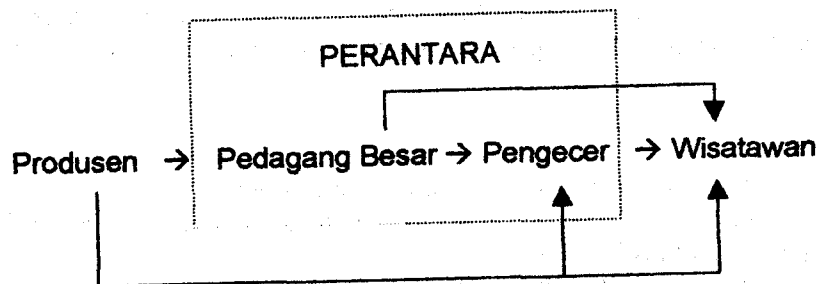 PERANTARA
Produsen → Pedagang Besar → Pengecer → Wisatawan